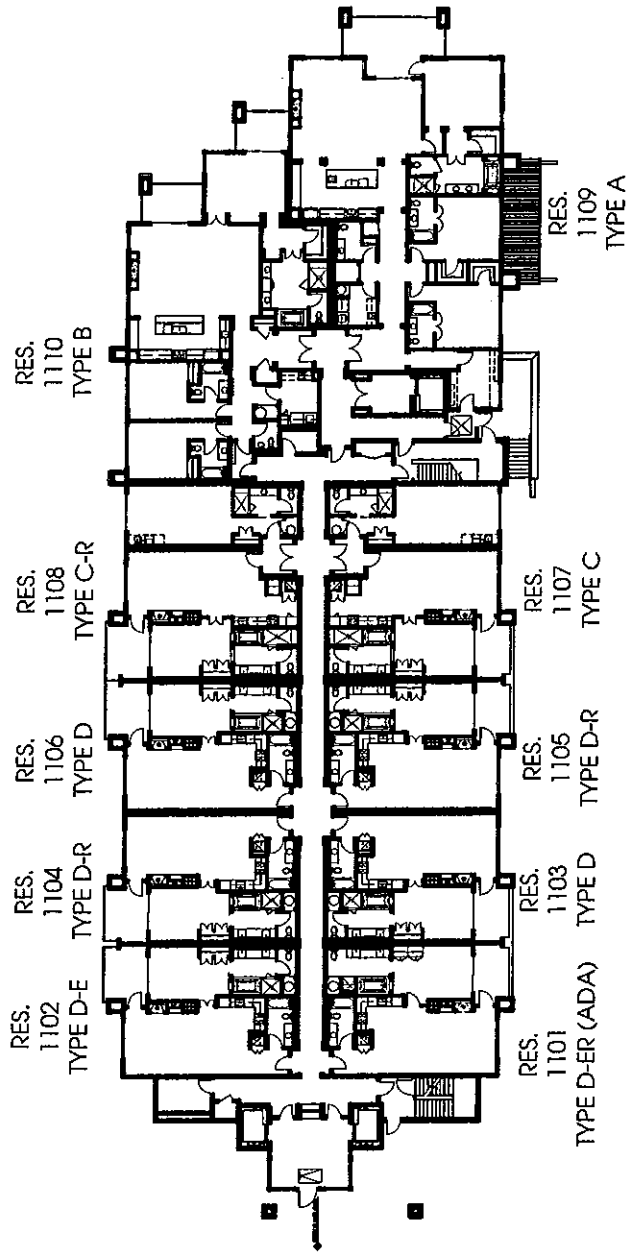 RES.
1110
TYPE B
RES.
1109
TYPE A
RES.
1108
TYPE C-R
RES.
1107
TYPE C
RES.
1106
TYPE D
RES.
1105
TYPE D-R
RES.
1104
TYPE D-R
RES.
1103
TYPE D
RES.
1102
TYPE D-E
RES.
1101
TYPE D-ER (ADA)